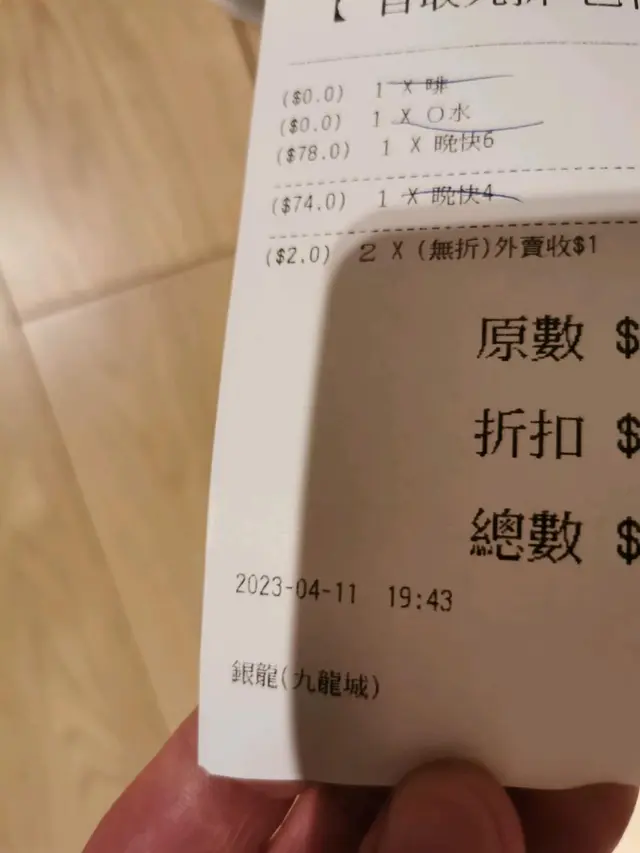 ($0.0) 1 X 啡
($0.0) 1 X O水
($78.0) 1 X 晚快6
($74.0) 1 X 晚快4
($2.0) 2 X (無折)外賣收$1
原數 $
折扣 $
總數 $
2023-04-11 19:43
銀龍(九龍城)